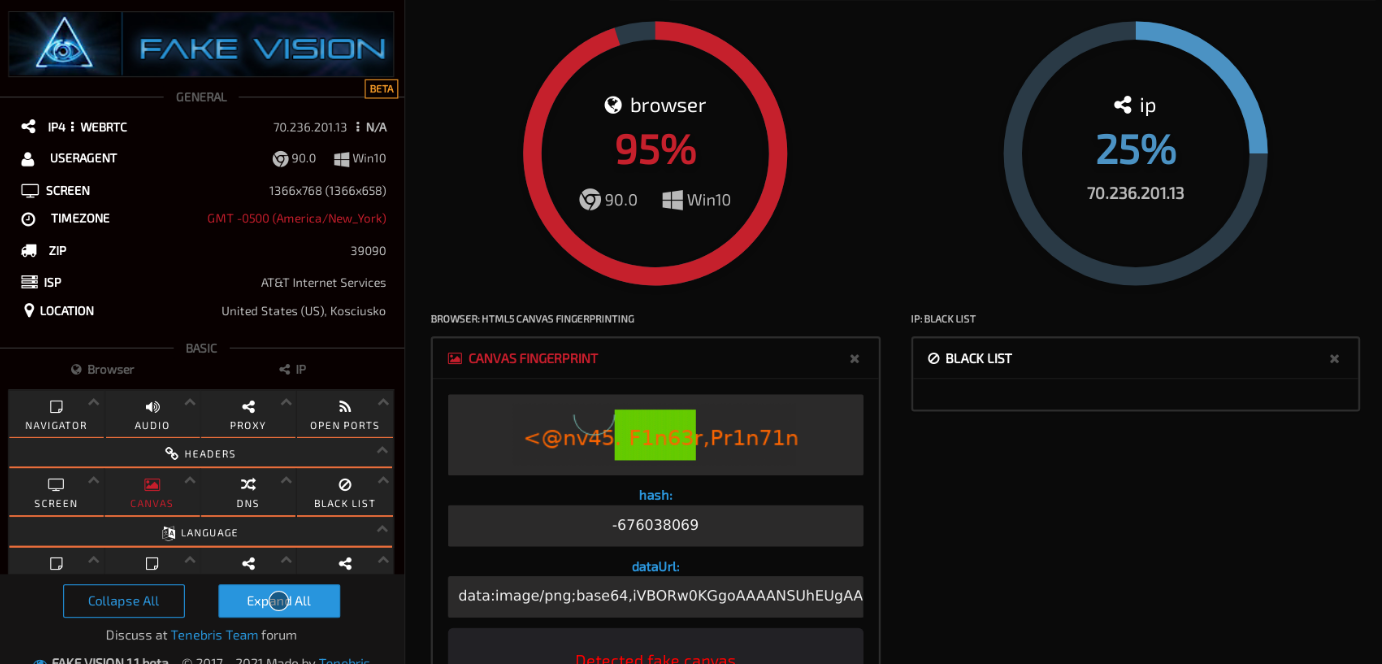 FAKE VISION
BETA
GENERAL
IP4 ⋮ WEBRTC 70.236.201.13 ⋮ N/A
USERAGENT 90.0 Win10
SCREEN 1366x768 (1366x658)
TIMEZONE GMT -0500 (America/New_York)
ZIP 39090
ISP AT&T Internet Services
LOCATION United States (US), Kosciusko
BASIC
Browser IP
NAVIGATOR AUDIO PROXY OPEN PORTS
HEADERS
SCREEN CANVAS DNS BLACK LIST
LANGUAGE
Collapse All Expand All
Discuss at Tenebris Team forum
FAKE VISION 1.1 beta © 2017 - 2021 Made by Tenebris
browser
95%
90.0 Win10
ip
25%
70.236.201.13
BROWSER: HTML5 CANVAS FINGERPRINTING
CANVAS FINGERPRINT
<@nv45. F1n63r,Pr1n71n
hash:
-676038069
dataUrl:
data:image/png;base64,iVBORw0KGgoAAAANSUhEUgAA
Detected fake canvas
IP: BLACK LIST
BLACK LIST